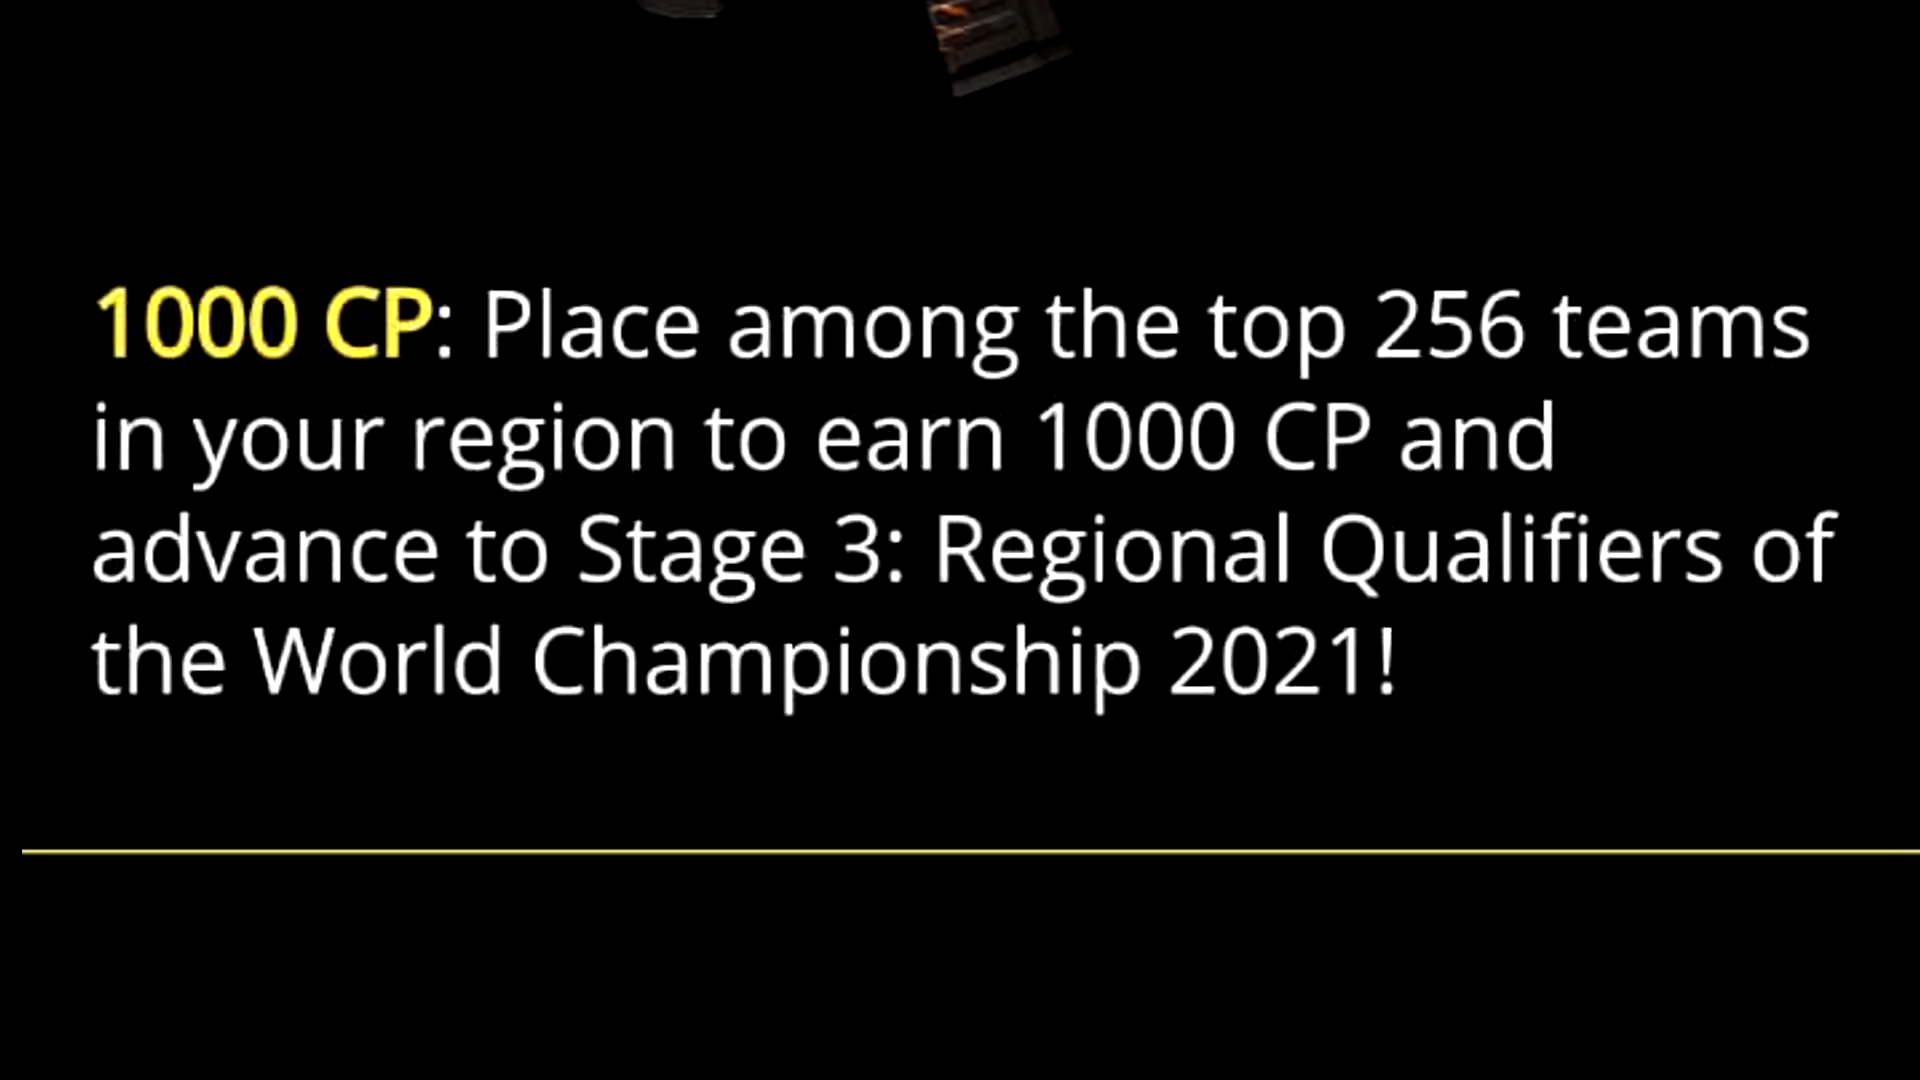 1000 CP: Place among the top 256 teams
in your region to earn 1000 CP and
advance to Stage 3: Regional Qualifiers of
the World Championship 2021!